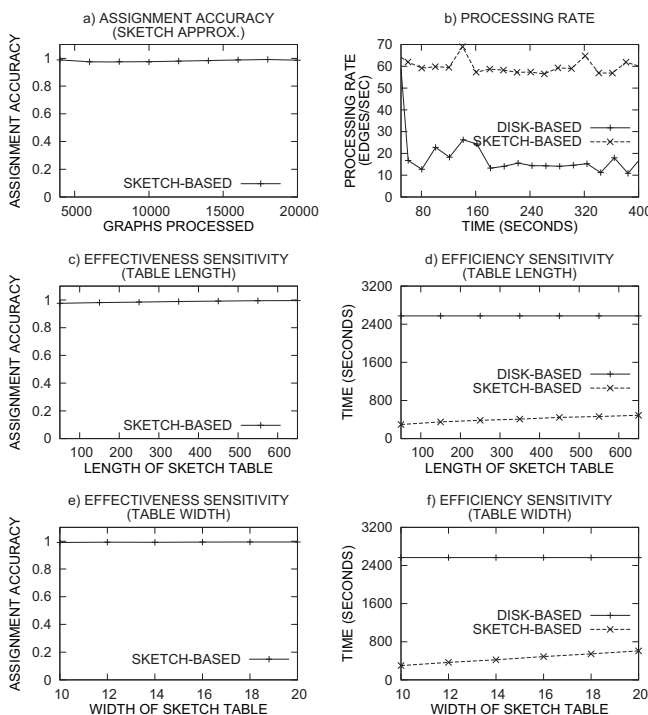 a) ASSIGNMENT ACCURACY
(SKETCH APPROX.)
ASSIGNMENT ACCURACY
1
0.8
0.6
0.4
0.2
0
SKETCH-BASED
5000 10000 15000 20000
GRAPHS PROCESSED
b) PROCESSING RATE
PROCESSING RATE
(EDGES/SEC)
70
60
50
40
30
20
10
0
DISK-BASED
SKETCH-BASED
80 160 240 320 400
TIME (SECONDS)
c) EFFECTIVENESS SENSITIVITY
(TABLE LENGTH)
ASSIGNMENT ACCURACY
1
0.8
0.6
0.4
0.2
0
SKETCH-BASED
100 200 300 400 500 600
LENGTH OF SKETCH TABLE
d) EFFICIENCY SENSITIVITY
(TABLE LENGTH)
TIME (SECONDS)
3200
2400
1600
800
0
DISK-BASED
SKETCH-BASED
100 200 300 400 500 600
LENGTH OF SKETCH TABLE
e) EFFECTIVENESS SENSITIVITY
(TABLE WIDTH)
ASSIGNMENT ACCURACY
1
0.8
0.6
0.4
0.2
0
SKETCH-BASED
10 12 14 16 18 20
WIDTH OF SKETCH TABLE
f) EFFICIENCY SENSITIVITY
(TABLE WIDTH)
TIME (SECONDS)
3200
2400
1600
800
0
DISK-BASED
SKETCH-BASED
10 12 14 16 18 20
WIDTH OF SKETCH TABLE